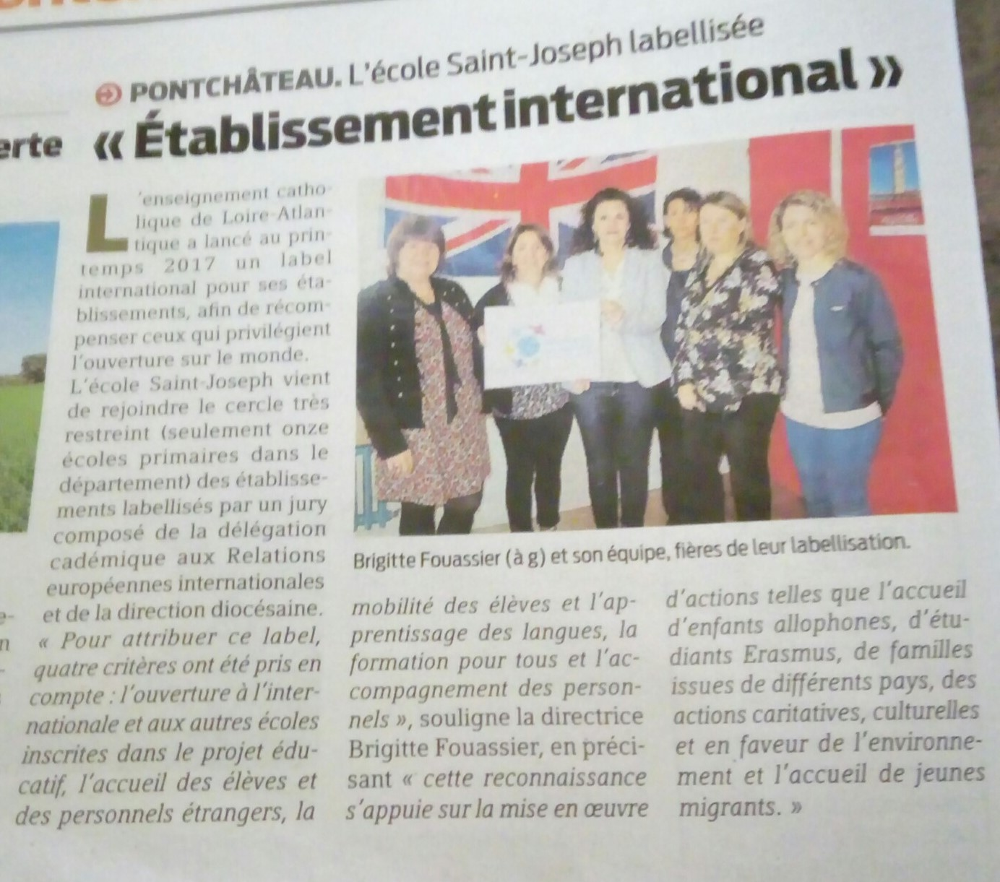 PONTCHÂTEAU. L'école Saint-Joseph labellisée
« Établissement international »
erte
L'enseignement catho-
lique de Loire-Atlan-
tique a lancé au prin-
temps 2017 un label
international pour ses éta-
blissements, afin de récom-
penser ceux qui privilégient
l'ouverture sur le monde.
L'école Saint-Joseph vient
de rejoindre le cercle très
restreint (seulement onze
écoles primaires dans le
département) des établisse-
ments labellisés par un jury
composé de la délégation
cadémique aux Relations
européennes internationales
et de la direction diocésaine.
« Pour attribuer ce label,
quatre critères ont été pris en
compte : l'ouverture à l'inter-
nationale et aux autres écoles
inscrites dans le projet édu-
catif, l'accueil des élèves et
des personnels étrangers, la
Brigitte Fouassier (à g) et son équipe, fières de leur labellisation.
mobilité des élèves et l'ap-
prentissage des langues, la
formation pour tous et l'ac-
compagnement des person-
nels », souligne la directrice
Brigitte Fouassier, en préci-
sant « cette reconnaissance
s'appuie sur la mise en œuvre
d'actions telles que l'accueil
d'enfants allophones, d'étu-
diants Erasmus, de familles
issues de différents pays, des
actions caritatives, culturelles
et en faveur de l'environne-
ment et l'accueil de jeunes
migrants. »